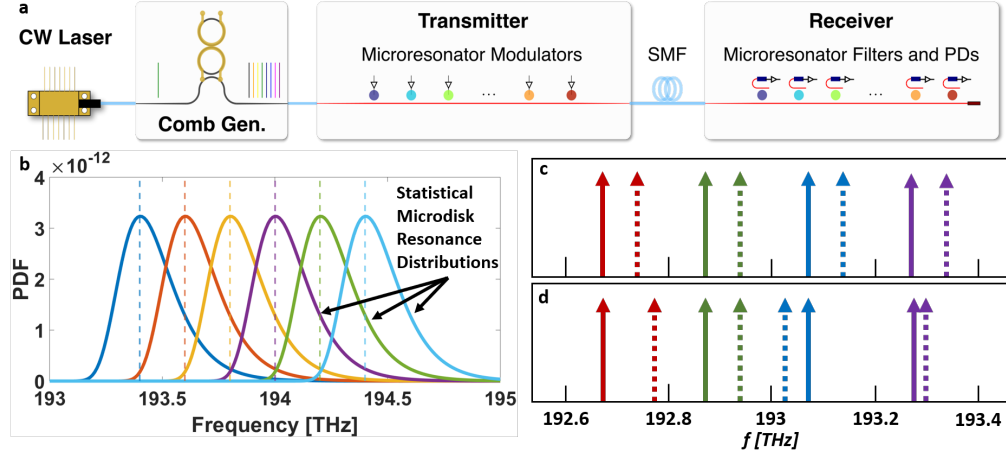 a
CW Laser
Comb Gen.
Transmitter
Microresonator Modulators
...
SMF
Receiver
Microresonator Filters and PDs
...
b
×10⁻¹²
4
3
2
1
0
PDF
193
193.5
194
194.5
195
Frequency [THz]
Statistical
Microdisk
Resonance
Distributions
c
d
192.6
192.8
193
193.2
193.4
f [THz]